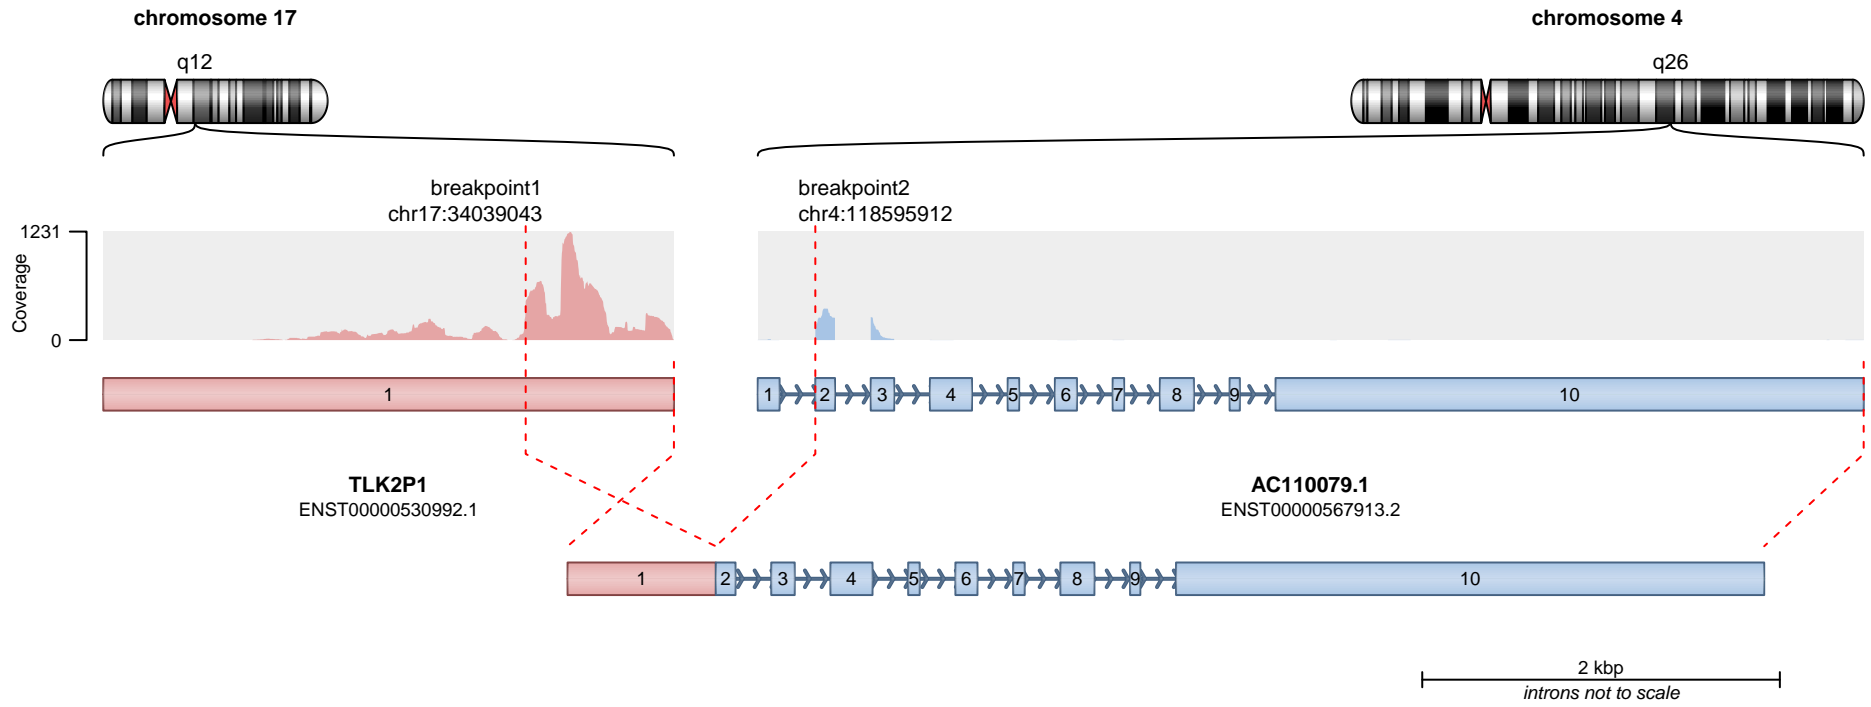 chromosome 17
chromosome 4
q12
q26
breakpoint1
chr17:34039043
breakpoint2
chr4:118595912
1231
0
Coverage
1
1 2 3 4 5 6 7 8 9 10
TLK2P1
ENST00000530992.1
AC110079.1
ENST00000567913.2
1 2 3 4 5 6 7 8 9 10
2 kbp
introns not to scale